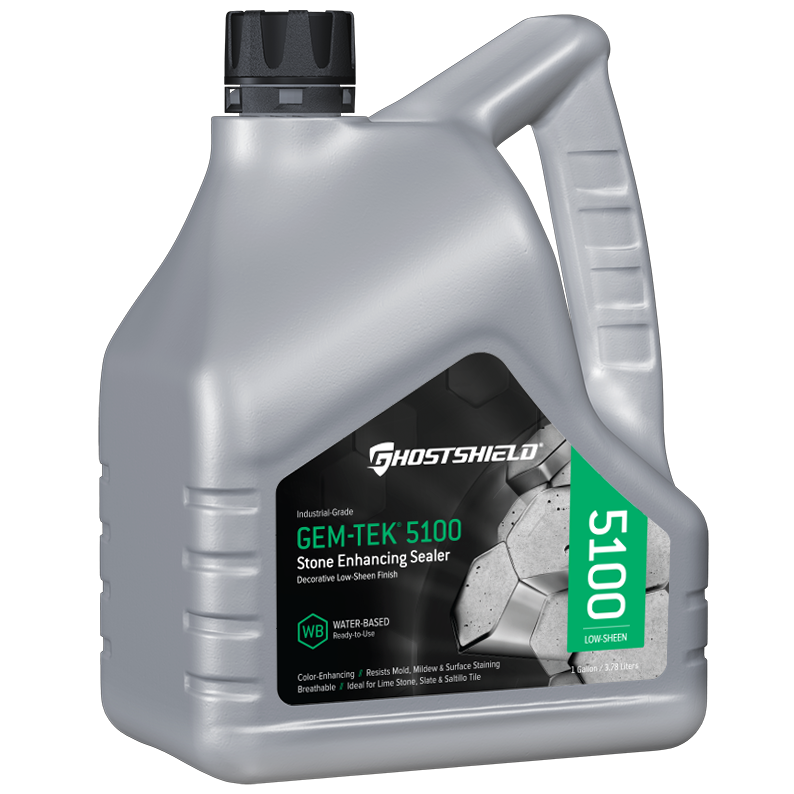 GHOSTSHIELD®
Industrial-Grade
GEM-TEK® 5100
Stone Enhancing Sealer
Decorative Low-Sheen Finish
WB
WATER-BASED
Ready-to-Use
Color-Enhancing // Resists Mold, Mildew & Surface Staining
Breathable // Ideal for Lime Stone, Slate & Saltillo Tile
5100
LOW-SHEEN
1 Gallon / 3.78 Liters